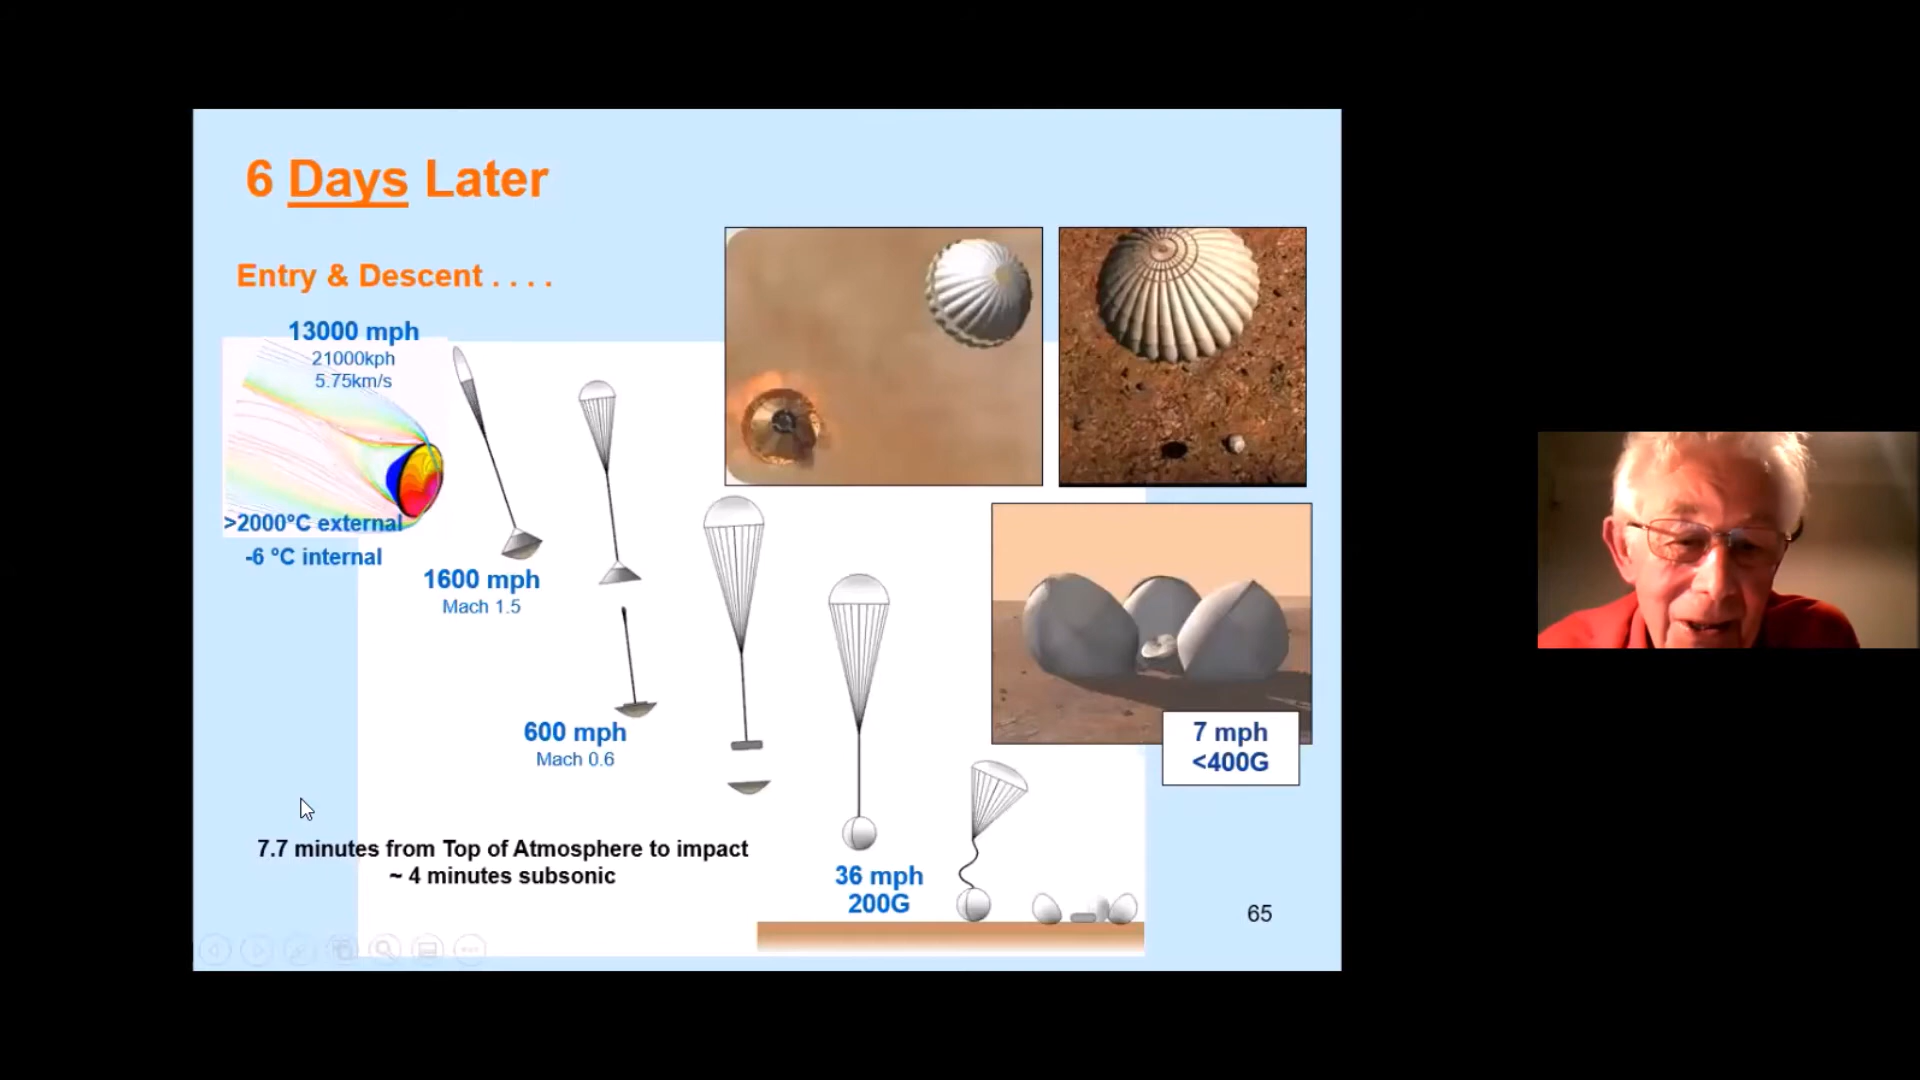 6 Days Later
Entry & Descent . . . .
13000 mph
21000kph
5.75km/s
>2000°C external
-6 °C internal
1600 mph
Mach 1.5
600 mph
Mach 0.6
7 mph
<400G
7.7 minutes from Top of Atmosphere to impact
~ 4 minutes subsonic
36 mph
200G
65